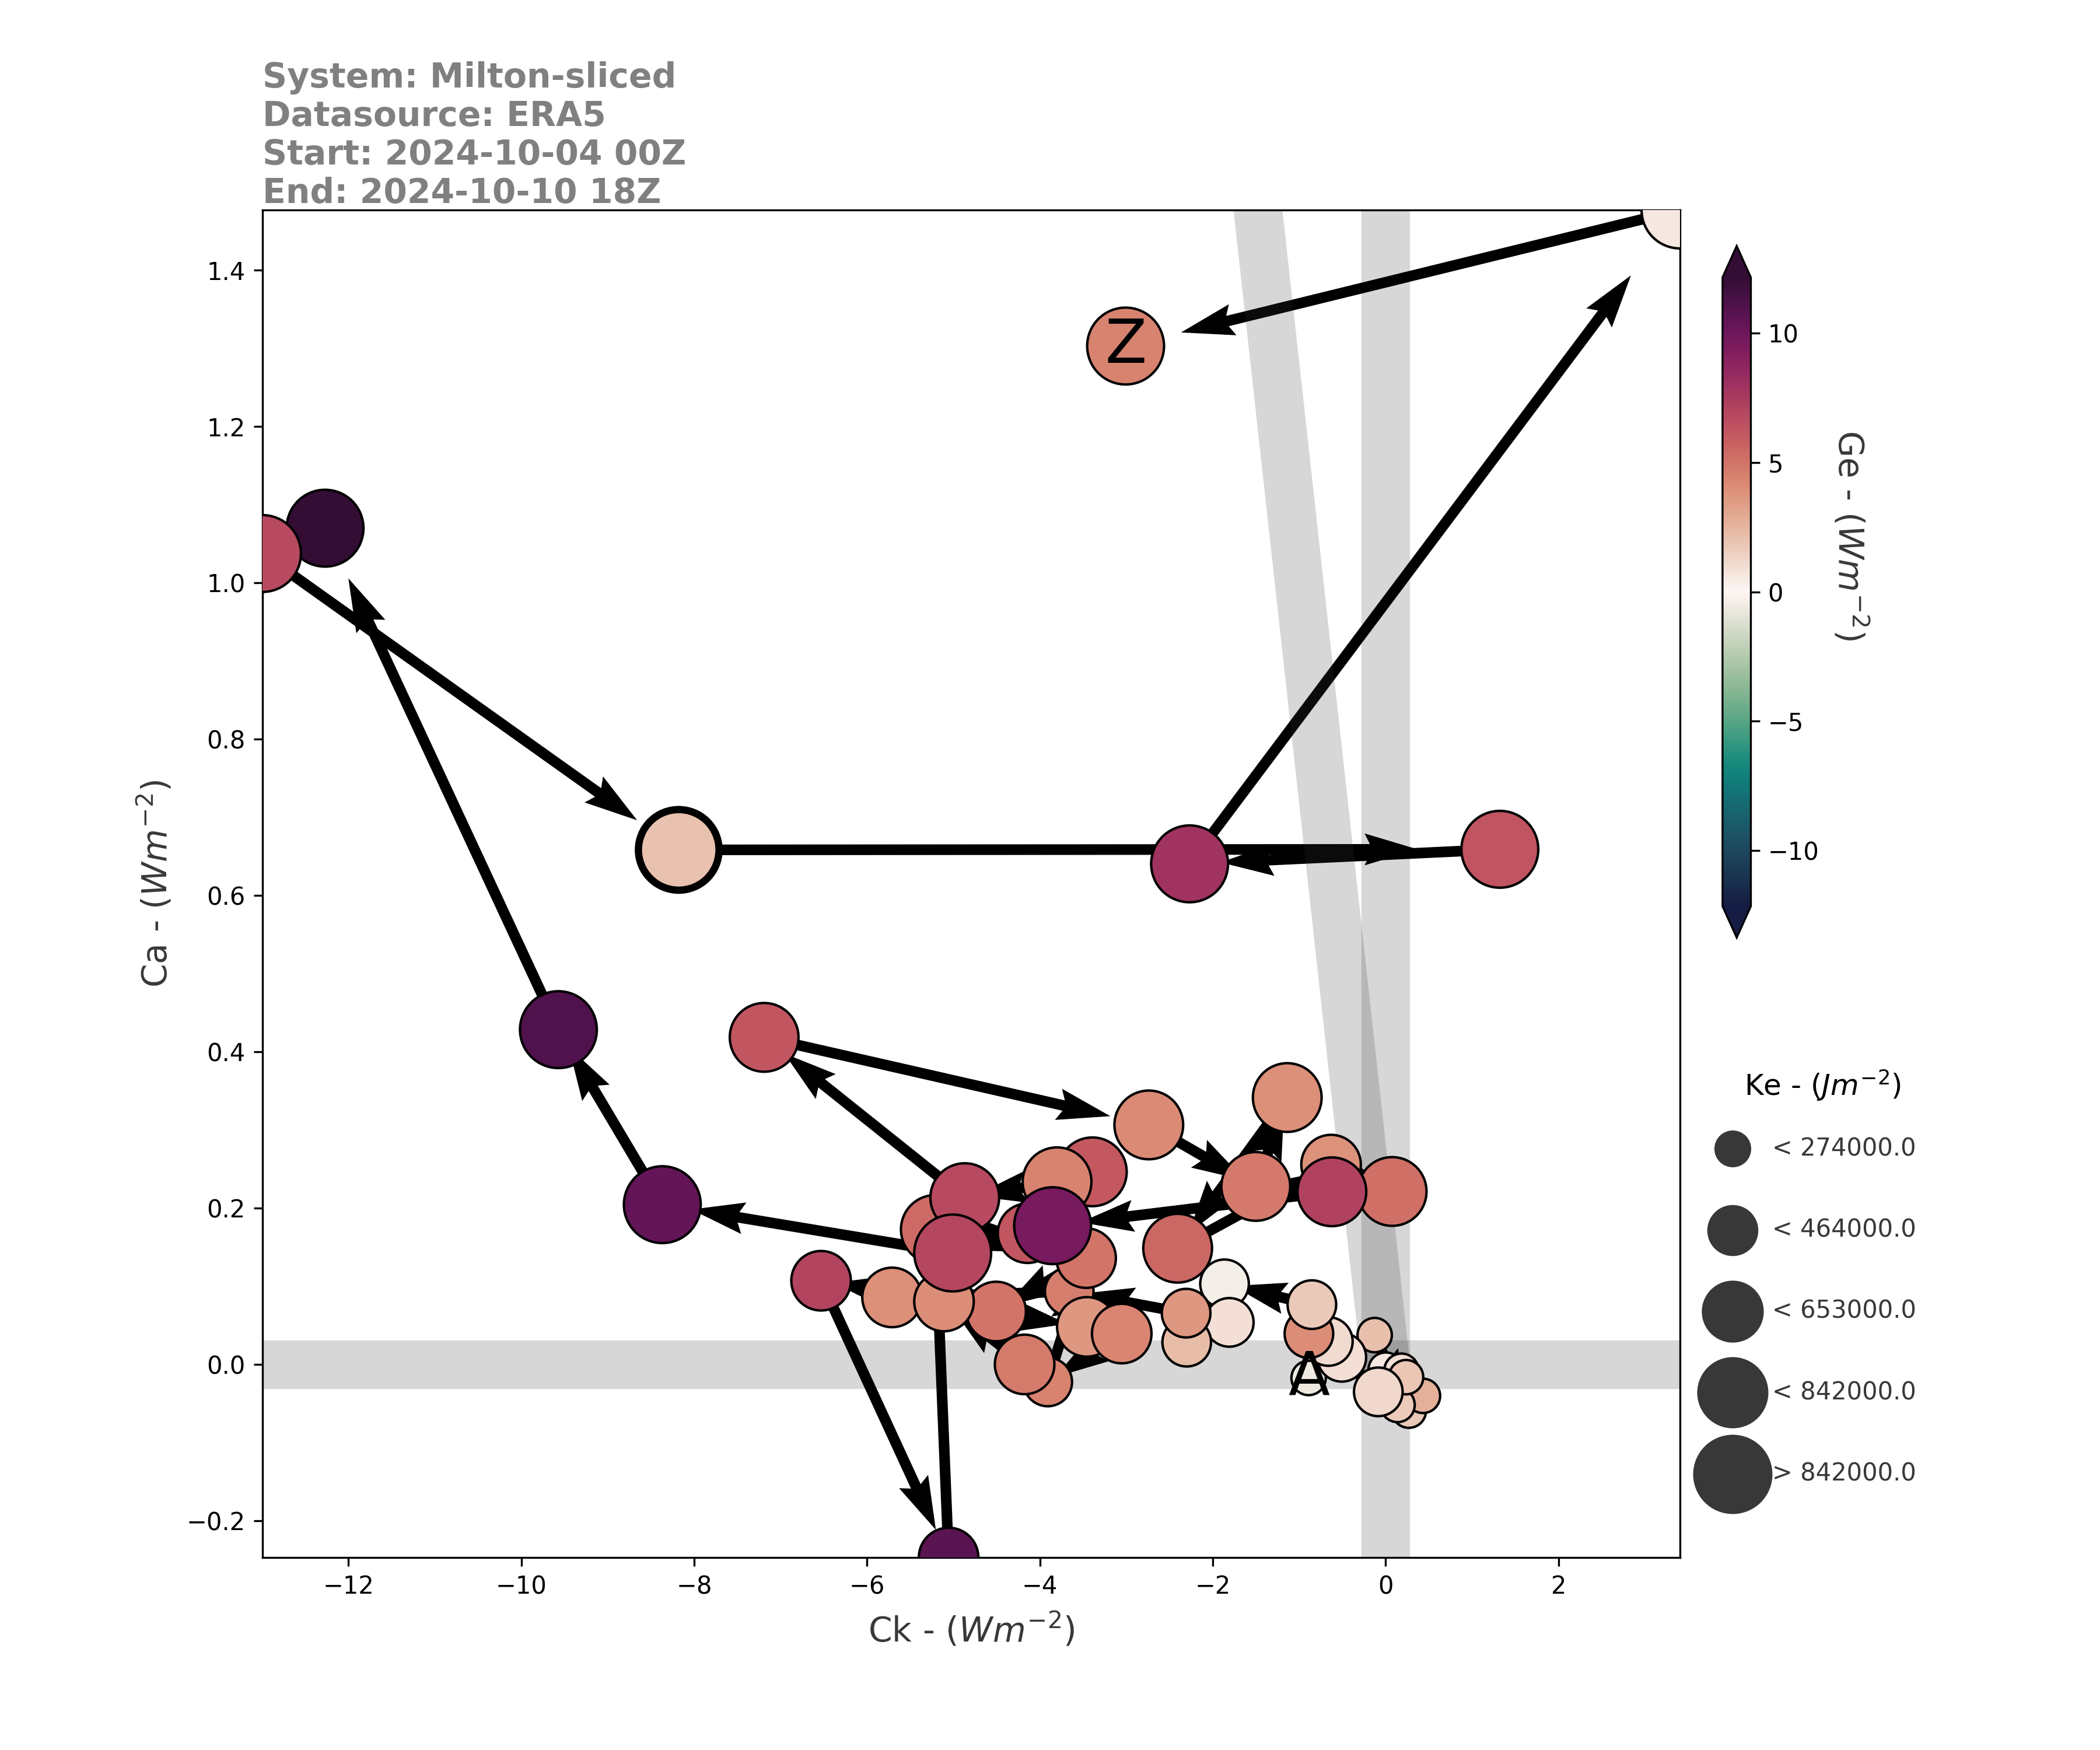 System: Milton-sliced
Datasource: ERA5
Start: 2024-10-04 00Z
End: 2024-10-10 18Z
1.4
1.2
1.0
0.8
0.6
0.4
0.2
0.0
−0.2
Ca - (Wm⁻²)
−12
−10
−8
−6
−4
−2
0
2
Ck - (Wm⁻²)
Z
A
10
5
0
−5
−10
Ge - (Wm⁻²)
Ke - (Jm⁻²)
< 274000.0
< 464000.0
< 653000.0
< 842000.0
> 842000.0